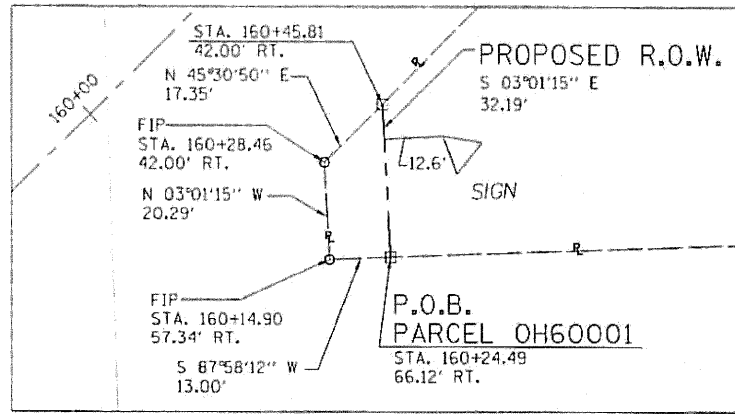 STA. 160+45.81
42.00' RT.
N 45°30'50" E
17.35'
PROPOSED R.O.W.
S 03°01'15" E
32.19'
160+00
FIP
STA. 160+28.46
42.00' RT.
12.6'
SIGN
N 03°01'15" W
20.29'
FIP
STA. 160+14.90
57.34' RT.
P.O.B.
PARCEL OH60001
STA. 160+24.49
66.12' RT.
S 87°58'12" W
13.00'